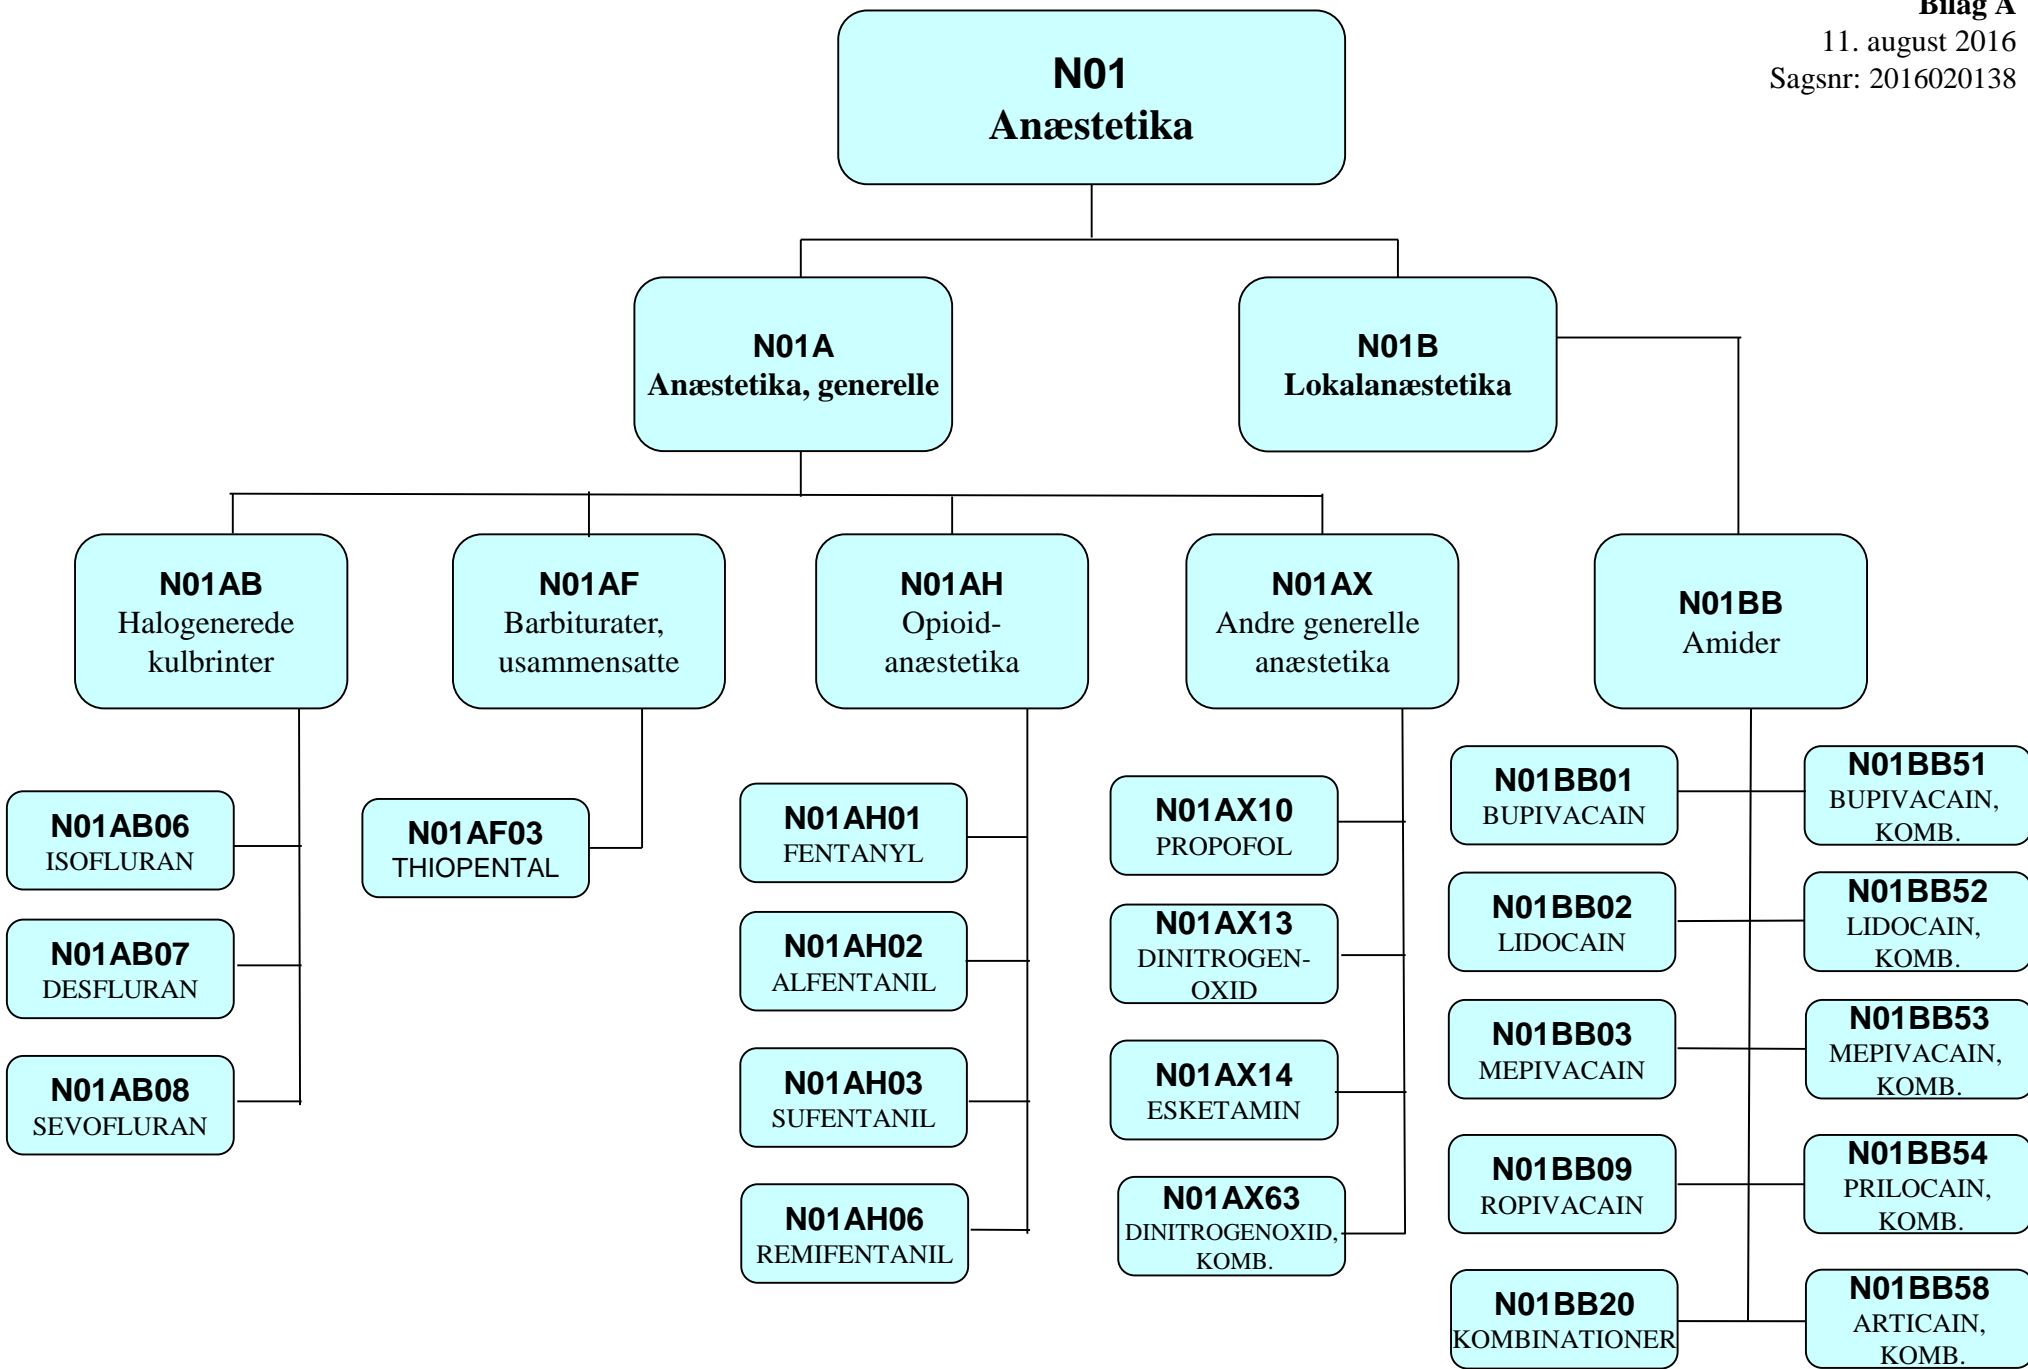 Bilag A
11. august 2016
Sagsnr: 2016020138
N01
Anæstetika
N01A
Anæstetika, generelle
N01B
Lokalanæstetika
N01AB
Halogenerede
kulbrinter
N01AF
Barbiturater,
usammensatte
N01AH
Opioid-
anæstetika
N01AX
Andre generelle
anæstetika
N01BB
Amider
N01AB06
ISOFLURAN
N01AB07
DESFLURAN
N01AB08
SEVOFLURAN
N01AF03
THIOPENTAL
N01AH01
FENTANYL
N01AH02
ALFENTANIL
N01AH03
SUFENTANIL
N01AH06
REMIFENTANIL
N01AX10
PROPOFOL
N01AX13
DINITROGEN-
OXID
N01AX14
ESKETAMIN
N01AX63
DINITROGENOXID,
KOMB.
N01BB01
BUPIVACAIN
N01BB02
LIDOCAIN
N01BB03
MEPIVACAIN
N01BB09
ROPIVACAIN
N01BB20
KOMBINATIONER
N01BB51
BUPIVACAIN,
KOMB.
N01BB52
LIDOCAIN,
KOMB.
N01BB53
MEPIVACAIN,
KOMB.
N01BB54
PRILOCAIN,
KOMB.
N01BB58
ARTICAIN,
KOMB.